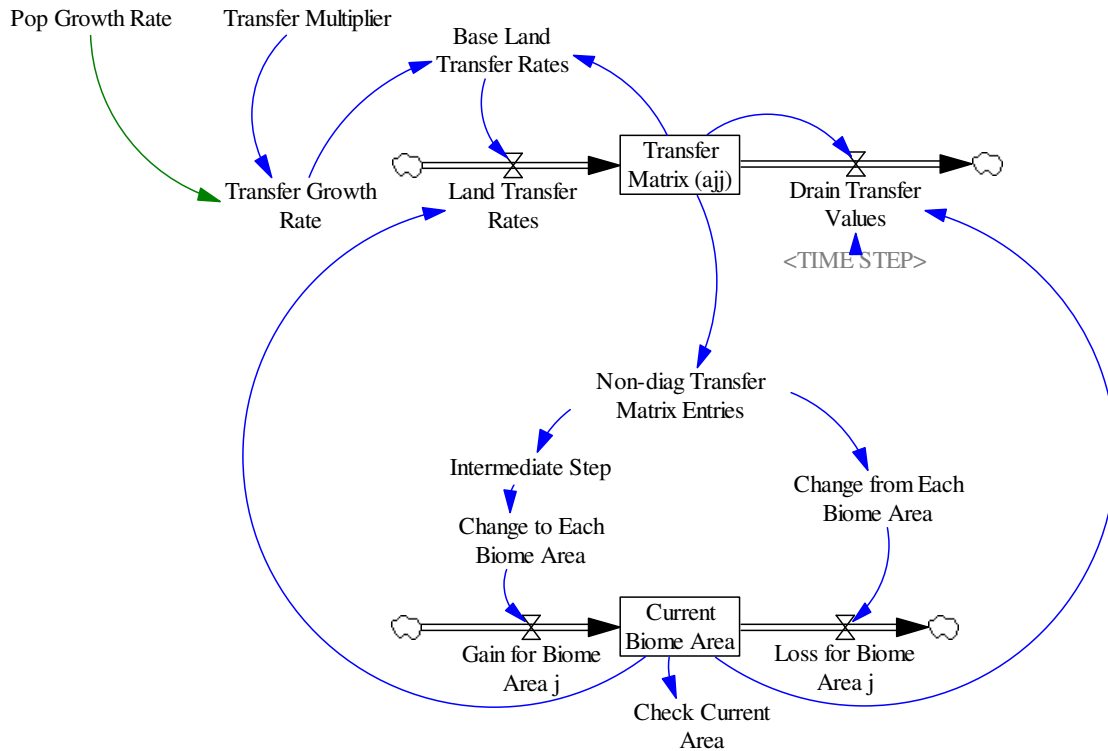 Pop Growth Rate
Transfer Multiplier
Base Land
Transfer Rates
Transfer
Matrix (ajj)
Transfer Growth
Rate
Land Transfer
Rates
Drain Transfer
Values
<TIME STEP>
Non-diag Transfer
Matrix Entries
Intermediate Step
Change from Each
Biome Area
Change to Each
Biome Area
Current
Biome Area
Gain for Biome
Area j
Loss for Biome
Area j
Check Current
Area